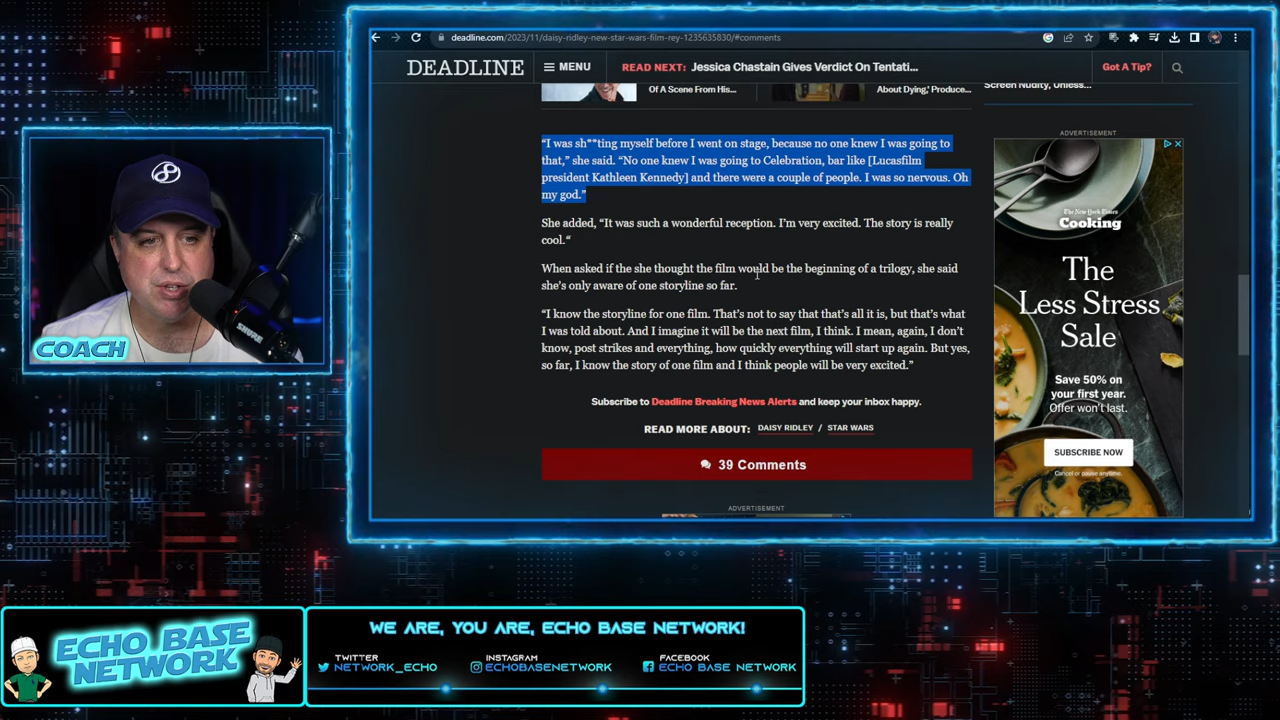 deadline.com/2023/11/daisy-ridley-new-star-wars-film-rey-1235635830/#comments
DEADLINE
MENU
READ NEXT: Jessica Chastain Gives Verdict On Tentati...
Got A Tip?
Of A Scene From His...
About Dying,' Produce...
Screen Nudity, Unless...
“I was sh**ting myself before I went on stage, because no one knew I was going to
that,” she said. “No one knew I was going to Celebration, bar like [Lucasfilm
president Kathleen Kennedy] and there were a couple of people. I was so nervous. Oh
my god.”
She added, “It was such a wonderful reception. I’m very excited. The story is really
cool.“
When asked if the she thought the film would be the beginning of a trilogy, she said
she’s only aware of one storyline so far.
“I know the storyline for one film. That’s not to say that that’s all it is, but that’s what
I was told about. And I imagine it will be the next film, I think. I mean, again, I don’t
know, post strikes and everything, how quickly everything will start up again. But yes,
so far, I know the story of one film and I think people will be very excited.”
Subscribe to Deadline Breaking News Alerts and keep your inbox happy.
READ MORE ABOUT: DAISY RIDLEY / STAR WARS
39 Comments
ADVERTISEMENT
ADVERTISEMENT
The New York Times
Cooking
The
Less Stress
Sale
Save 50% on
your first year.
Offer won’t last.
SUBSCRIBE NOW
Cancel or pause anytime.
COACH
SHURE
ECHO BASE
NETWORK
WE ARE, YOU ARE, ECHO BASE NETWORK!
TWITTER
NETWORK_ECHO
INSTAGRAM
ECHOBASENETWORK
FACEBOOK
ECHO BASE NETWORK